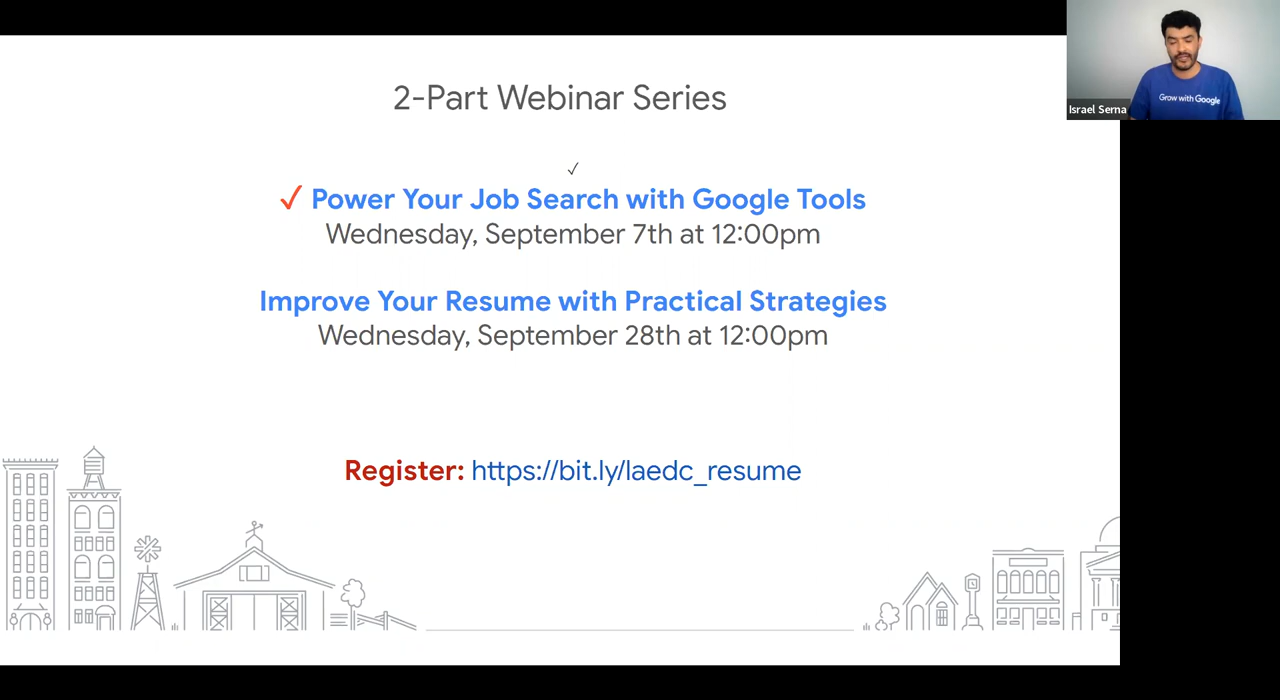 2-Part Webinar Series
✓
✓ Power Your Job Search with Google Tools
Wednesday, September 7th at 12:00pm
Improve Your Resume with Practical Strategies
Wednesday, September 28th at 12:00pm
Register: https://bit.ly/laedc_resume
Grow with Google
Israel Serna